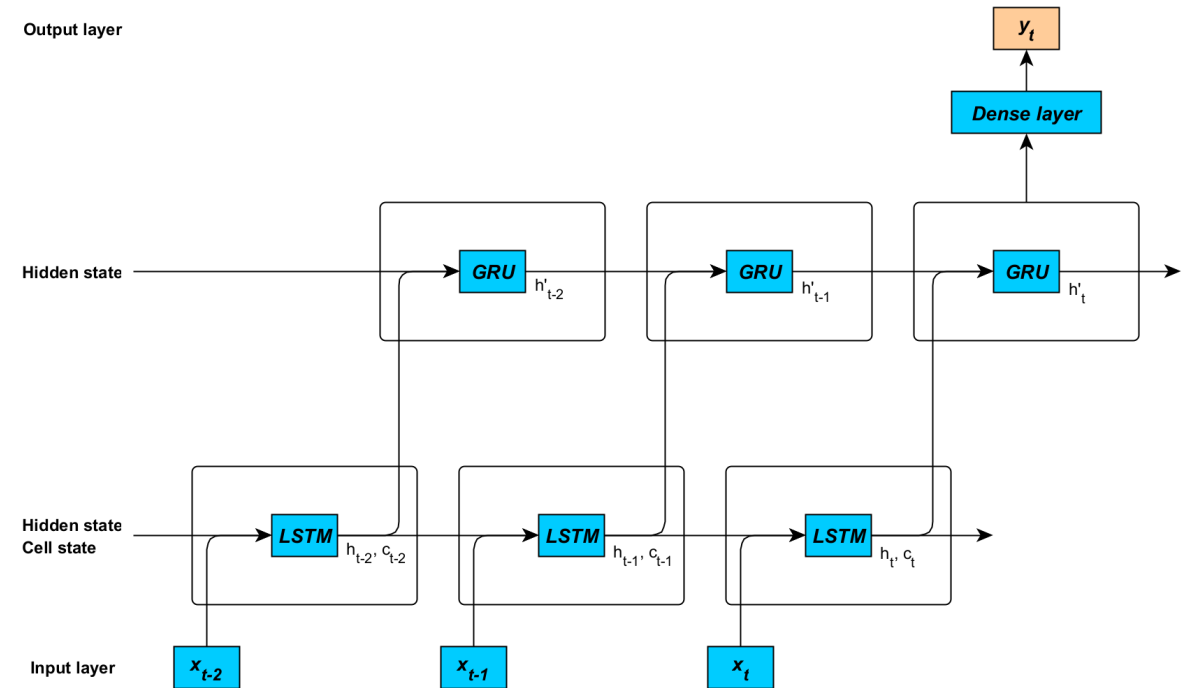 Output layer
y_t
Dense layer
Hidden state
GRU
h'_t-2
GRU
h'_t-1
GRU
h'_t
Hidden state
Cell state
LSTM
h_t-2, c_t-2
LSTM
h_t-1, c_t-1
LSTM
h_t, c_t
Input layer
x_t-2
x_t-1
x_t